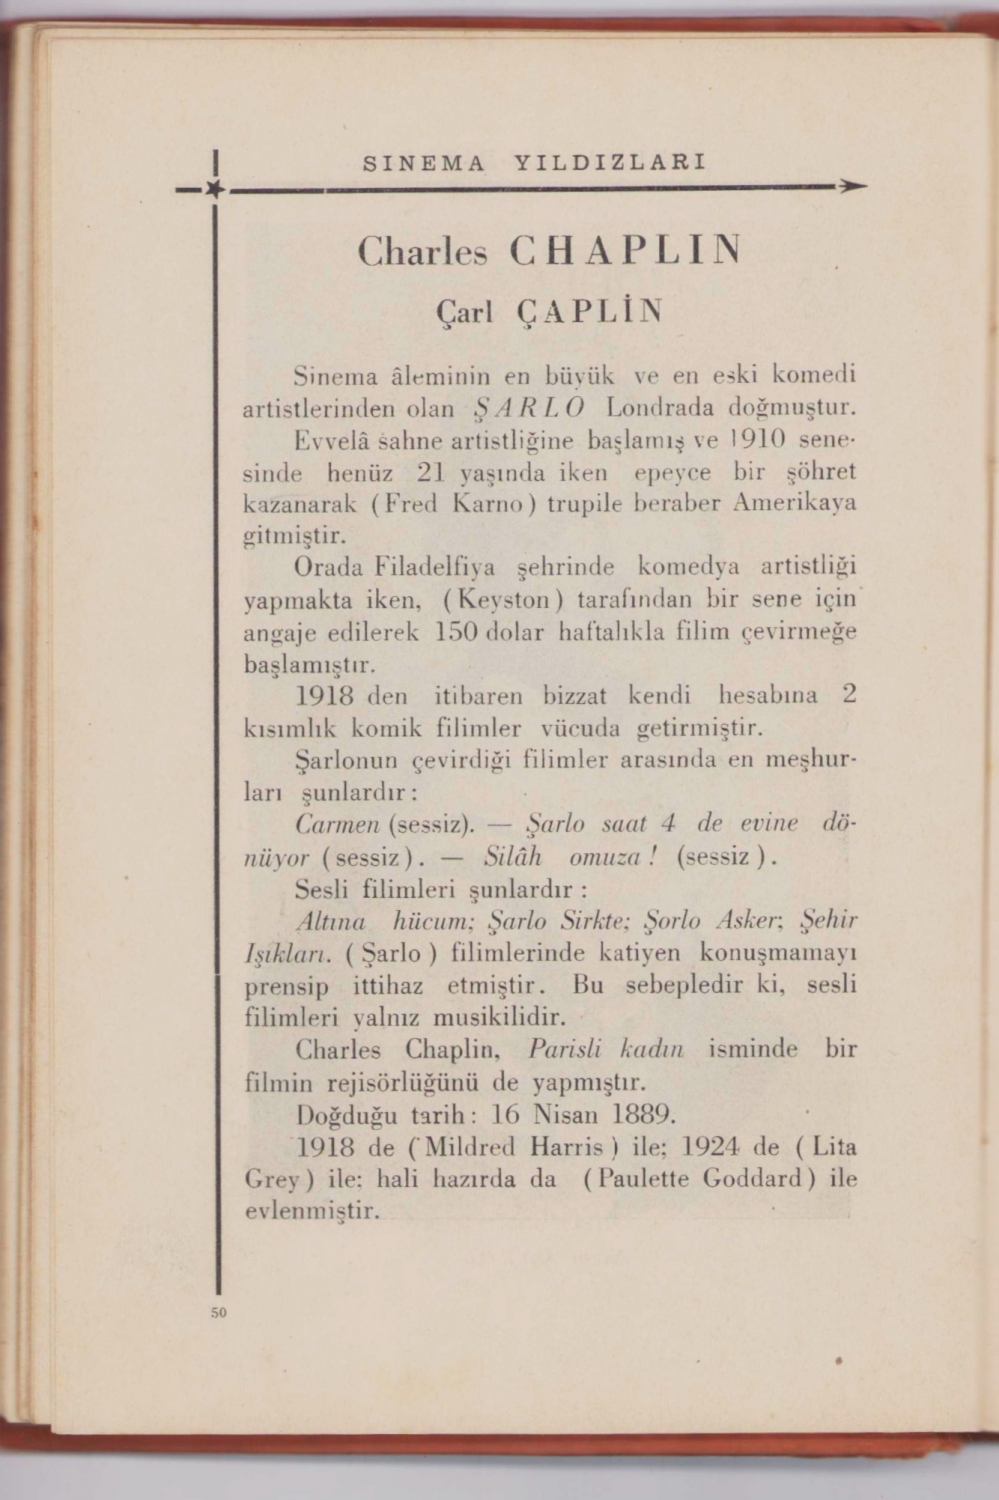 SINEMA YILDIZLARI
Charles CHAPLIN
Çarl ÇAPLİN
Sinema âleminin en büyük ve en eski komedi
artistlerinden olan ŞARLO Londrada doğmuştur.
Evvelâ sahne artistliğine başlamış ve 1910 sene-
sinde henüz 21 yaşında iken epeyce bir şöhret
kazanarak (Fred Karno) trupile beraber Amerikaya
gitmiştir.
Orada Filadelfiya şehrinde komedya artistliği
yapmakta iken, (Keyston) tarafından bir sene için
angaje edilerek 150 dolar haftalıkla filim çevirmeğe
başlamıştır.
1918 den itibaren bizzat kendi hesabına 2
kısımlık komik filimler vücuda getirmiştir.
Şarlonun çevirdiği filimler arasında en meşhur-
ları şunlardır:
Carmen (sessiz). — Şarlo saat 4 de evine dö-
nüyor (sessiz). — Silâh omuza! (sessiz).
Sesli filimleri şunlardır:
Altına hücum; Şarlo Sirkte; Şorlo Asker; Şehir
Işıkları. (Şarlo) filimlerinde katiyen konuşmamayı
prensip ittihaz etmiştir. Bu sebepledir ki, sesli
filimleri yalnız musikilidir.
Charles Chaplin, Parisli kadın isminde bir
filmin rejisörlüğünü de yapmıştır.
Doğduğu tarih: 16 Nisan 1889.
1918 de (Mildred Harris) ile; 1924 de (Lita
Grey) ile; hali hazırda da (Paulette Goddard) ile
evlenmiştir.
50